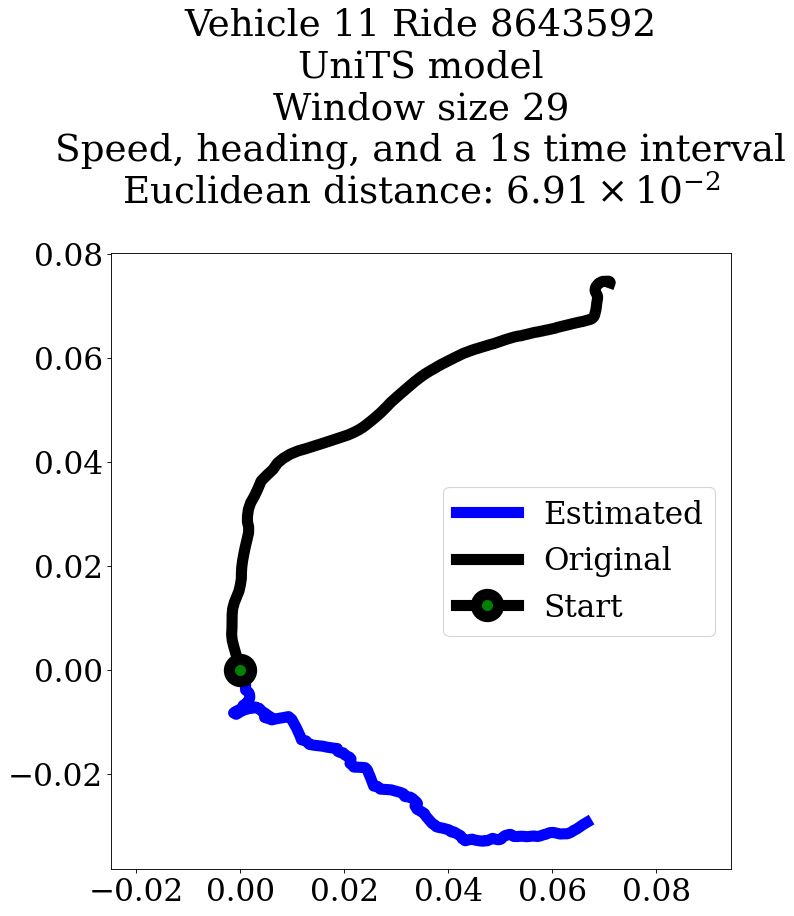 Vehicle 11 Ride 8643592
UniTS model
Window size 29
Speed, heading, and a 1s time interval
Euclidean distance: 6.91 × 10⁻²
0.08
0.06
0.04
0.02
0.00
−0.02
Estimated
Original
Start
−0.02 0.00 0.02 0.04 0.06 0.08